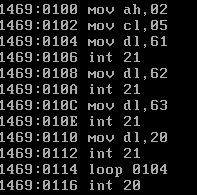 1469:0100 mov ah,02
1469:0102 mov cl,05
1469:0104 mov dl,61
1469:0106 int 21
1469:0108 mov dl,62
1469:010A int 21
1469:010C mov dl,63
1469:010E int 21
1469:0110 mov dl,20
1469:0112 int 21
1469:0114 loop 0104
1469:0116 int 20